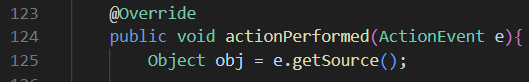 123 @Override
124 public void actionPerformed(ActionEvent e){
125 Object obj = e.getSource();